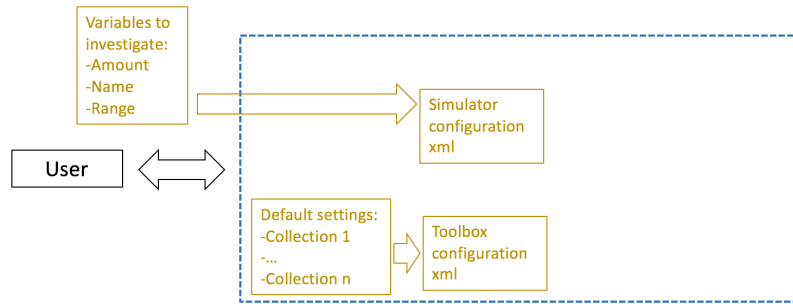 Variables to
investigate:
-Amount
-Name
-Range
Simulator
configuration
xml
User
Default settings:
-Collection 1
-...
-Collection n
Toolbox
configuration
xml